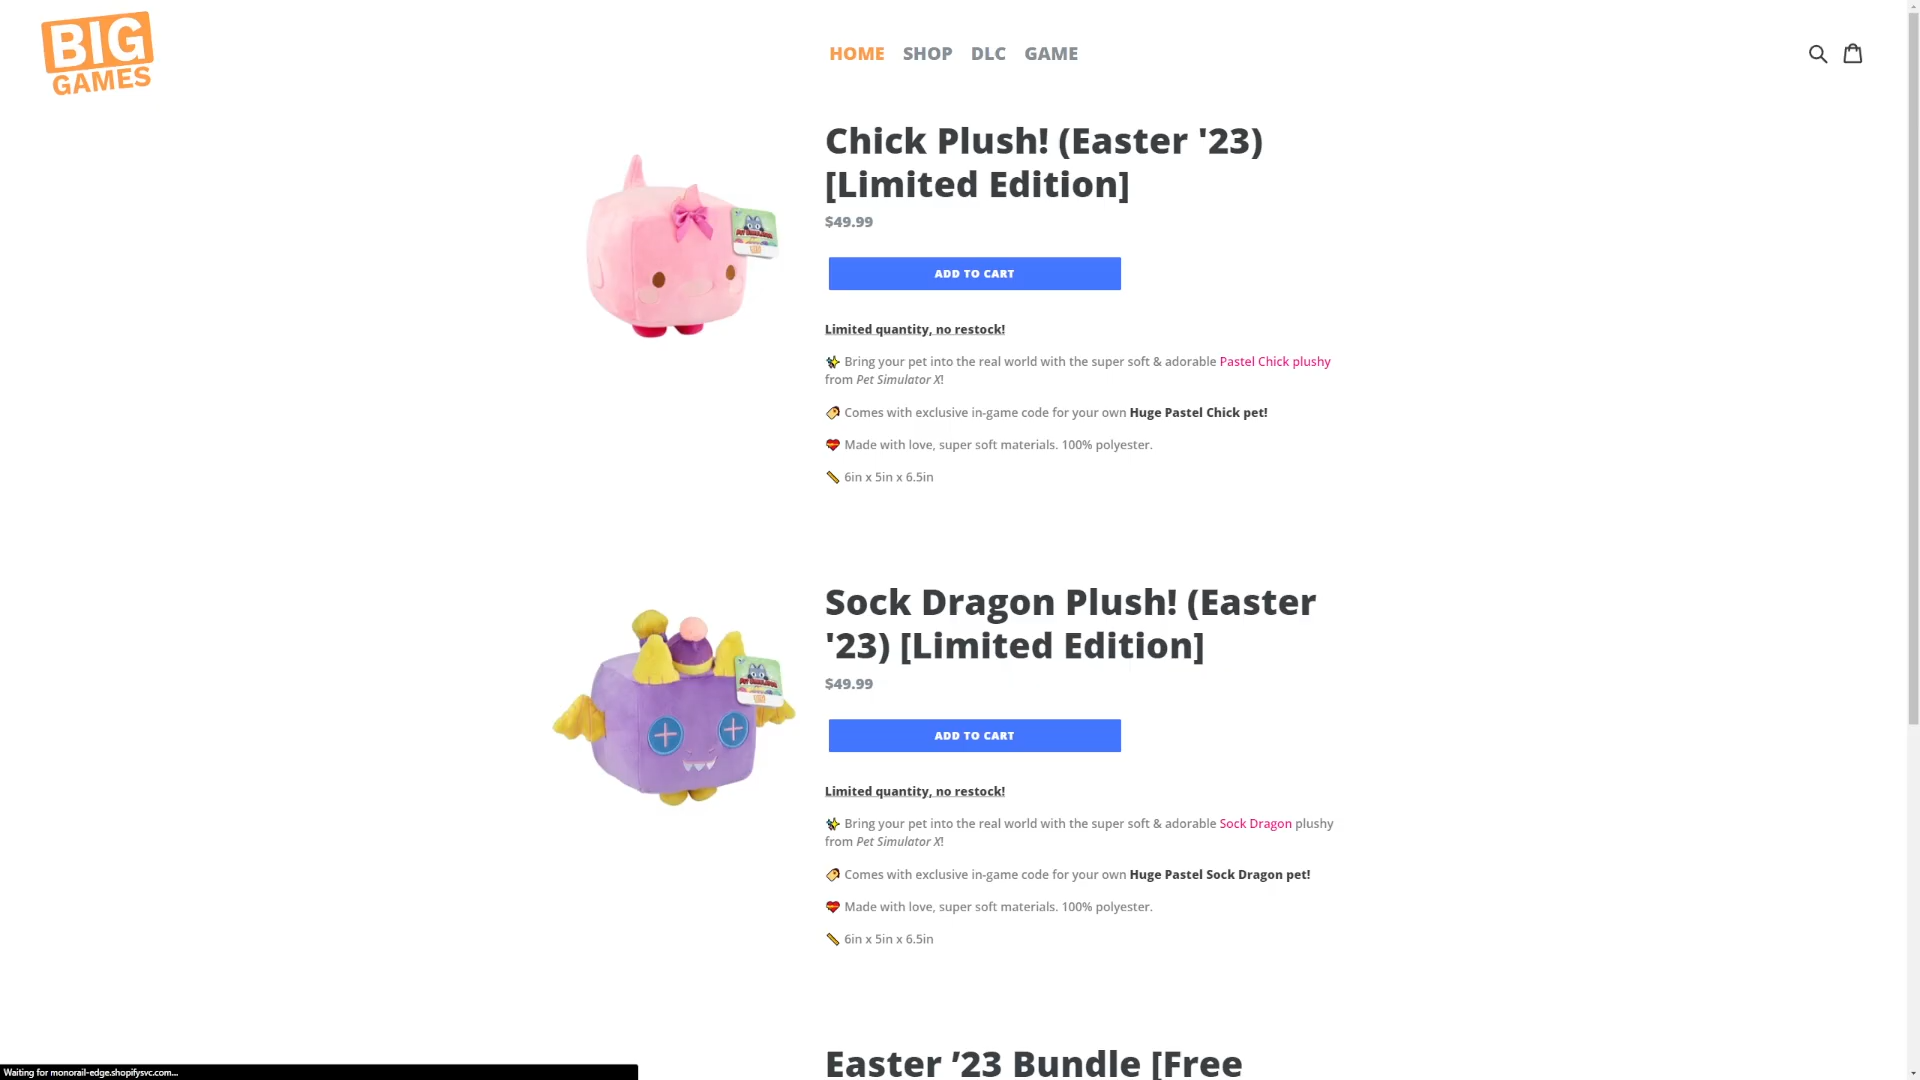 BIG
GAMES
HOME SHOP DLC GAME
Chick Plush! (Easter '23)
[Limited Edition]
$49.99
ADD TO CART
Limited quantity, no restock!
Bring your pet into the real world with the super soft & adorable Pastel Chick plushy
from Pet Simulator X!
Comes with exclusive in-game code for your own Huge Pastel Chick pet!
Made with love, super soft materials. 100% polyester.
6in x 5in x 6.5in
Sock Dragon Plush! (Easter
'23) [Limited Edition]
$49.99
ADD TO CART
Limited quantity, no restock!
Bring your pet into the real world with the super soft & adorable Sock Dragon plushy
from Pet Simulator X!
Comes with exclusive in-game code for your own Huge Pastel Sock Dragon pet!
Made with love, super soft materials. 100% polyester.
6in x 5in x 6.5in
Easter ’23 Bundle [Free
Waiting for monorail-edge.shopifysvc.com...